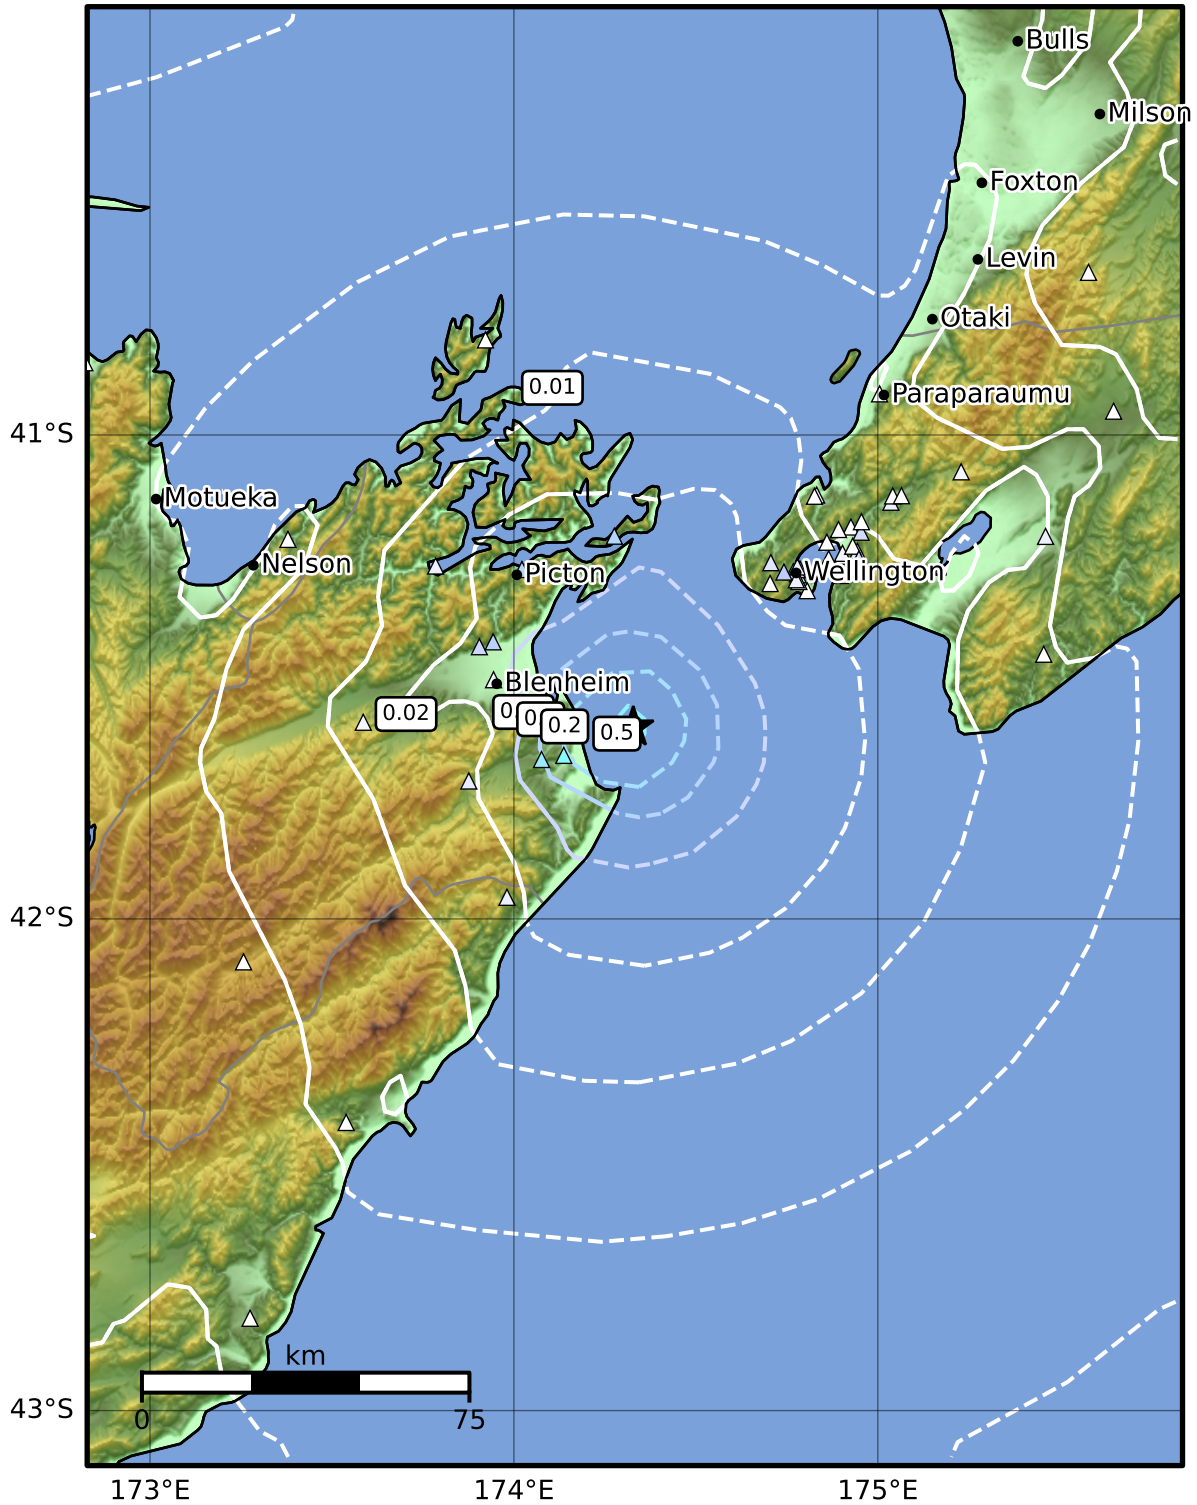 Bulls
Milson
Foxton
Levin
Otaki
0.01
Paraparaumu
41°S
Motueka
Nelson
Picton
Wellington
Blenheim
0.02
0.2
0.5
42°S
km
0
75
43°S
173°E
174°E
175°E